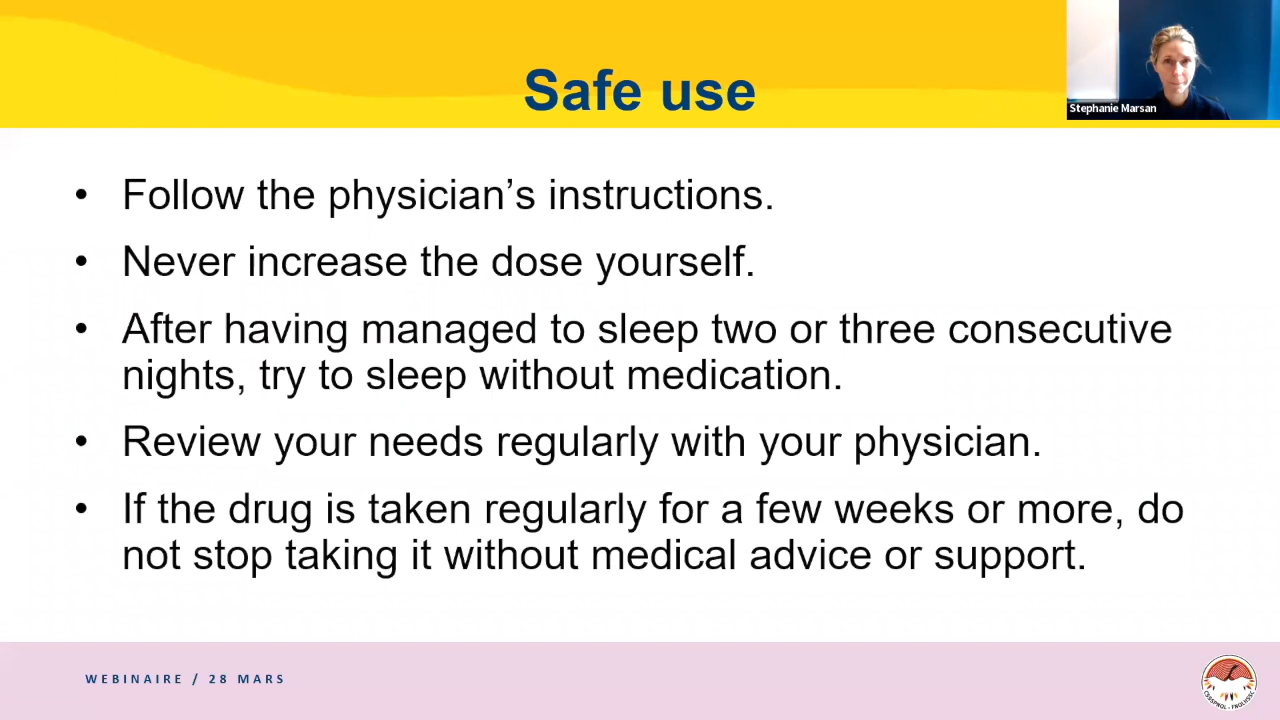 Safe use
Stephanie Marsan
• Follow the physician’s instructions.
• Never increase the dose yourself.
• After having managed to sleep two or three consecutive
nights, try to sleep without medication.
• Review your needs regularly with your physician.
• If the drug is taken regularly for a few weeks or more, do
not stop taking it without medical advice or support.
WEBINAIRE / 28 MARS
CSSSPNQL · FNQLHSSC